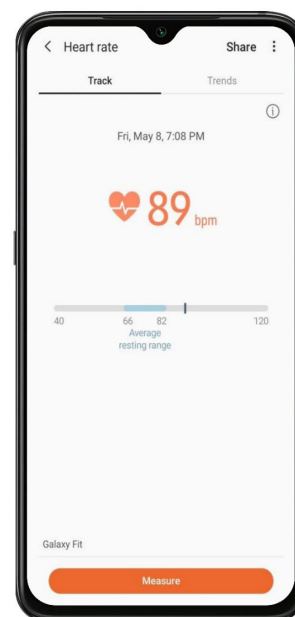 Heart rate
Share
Track
Trends
Fri, May 8, 7:08 PM
89 bpm
40 66 82 120
Average
resting range
Galaxy Fit
Measure